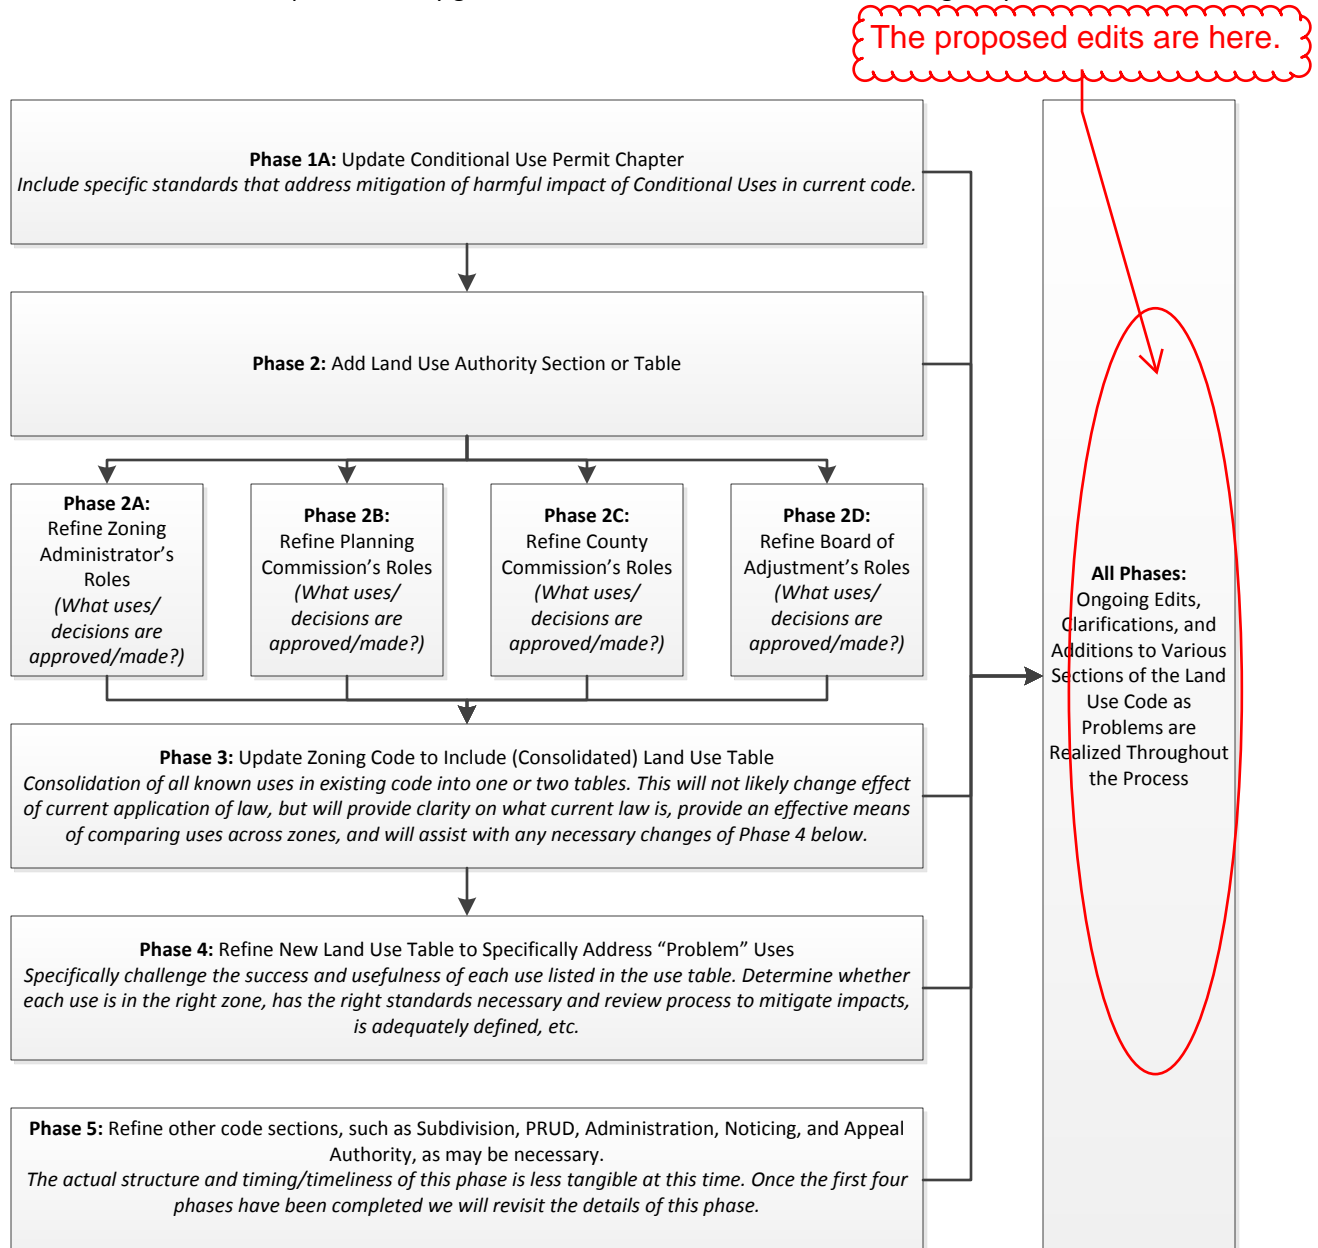 The proposed edits are here.
Phase 1A: Update Conditional Use Permit Chapter
Include specific standards that address mitigation of harmful impact of Conditional Uses in current code.
Phase 2: Add Land Use Authority Section or Table
Phase 2A:
Refine Zoning
Administrator’s
Roles
(What uses/
decisions are
approved/made?)
Phase 2B:
Refine Planning
Commission’s Roles
(What uses/
decisions are
approved/made?)
Phase 2C:
Refine County
Commission’s Roles
(What uses/
decisions are
approved/made?)
Phase 2D:
Refine Board of
Adjustment’s Roles
(What uses/
decisions are
approved/made?)
All Phases:
Ongoing Edits,
Clarifications, and
Additions to Various
Sections of the Land
Use Code as
Problems are
Realized Throughout
the Process
Phase 3: Update Zoning Code to Include (Consolidated) Land Use Table
Consolidation of all known uses in existing code into one or two tables. This will not likely change effect
of current application of law, but will provide clarity on what current law is, provide an effective means
of comparing uses across zones, and will assist with any necessary changes of Phase 4 below.
Phase 4: Refine New Land Use Table to Specifically Address “Problem” Uses
Specifically challenge the success and usefulness of each use listed in the use table. Determine whether
each use is in the right zone, has the right standards necessary and review process to mitigate impacts,
is adequately defined, etc.
Phase 5: Refine other code sections, such as Subdivision, PRUD, Administration, Noticing, and Appeal
Authority, as may be necessary.
The actual structure and timing/timeliness of this phase is less tangible at this time. Once the first four
phases have been completed we will revisit the details of this phase.